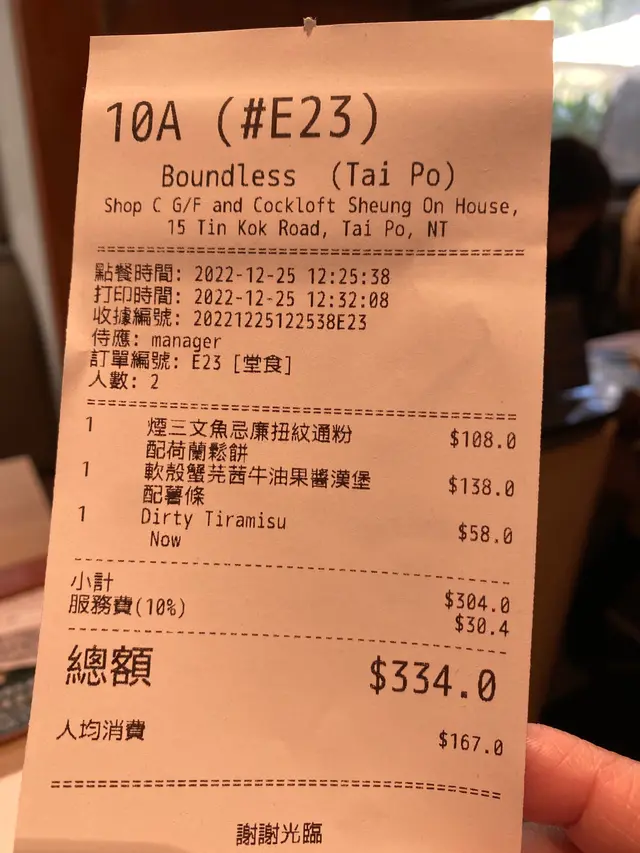 10A (#E23)
Boundless (Tai Po)
Shop C G/F and Cockloft Sheung On House,
15 Tin Kok Road, Tai Po, NT
點餐時間: 2022-12-25 12:25:38
打印時間: 2022-12-25 12:32:08
收據編號: 20221225122538E23
侍應: manager
訂單編號: E23 [堂食]
人數: 2
1 煙三文魚忌廉扭紋通粉 $108.0
配荷蘭鬆餅
1 軟殼蟹芫茜牛油果醬漢堡 $138.0
配薯條
1 Dirty Tiramisu $58.0
Now
小計 $304.0
服務費(10%) $30.4
總額 $334.0
人均消費 $167.0
謝謝光臨